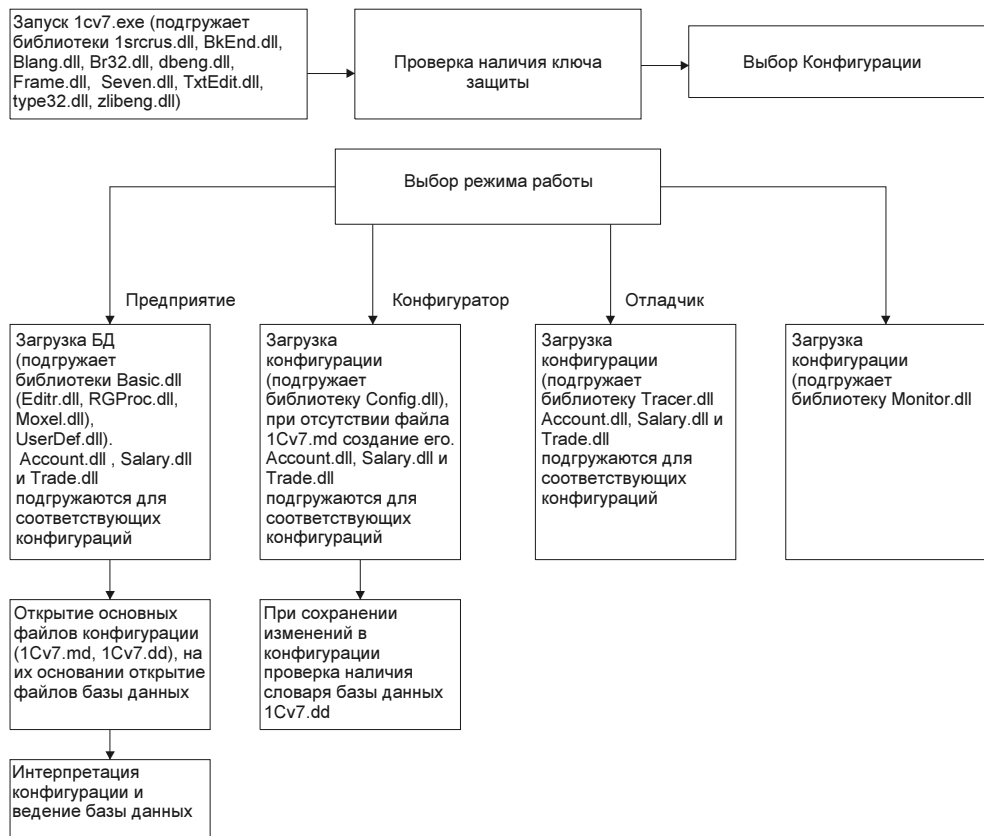 Запуск 1cv7.exe (подгружает
библиотеки 1srcrus.dll, BkEnd.dll,
Blang.dll, Br32.dll, dbeng.dll,
Frame.dll, Seven.dll, TxtEdit.dll,
type32.dll, zlibeng.dll)
Проверка наличия ключа
защиты
Выбор Конфигурации
Выбор режима работы
Предприятие
Конфигуратор
Отладчик
Загрузка БД
(подгружает
библиотеки Basic.dll
(Editr.dll, RGProc.dll,
Moxel.dll),
UserDef.dll).
Account.dll , Salary.dll
и Trade.dll
подгружаются для
соответствующих
конфигураций
Загрузка
конфигурации
(подгружает
библиотеку Config.dll),
при отсутствии файла
1Cv7.md создание его.
Account.dll, Salary.dll и
Trade.dll
подгружаются для
соответствующих
конфигураций
Загрузка
конфигурации
(подгружает
библиотеку Tracer.dll
Account.dll, Salary.dll и
Trade.dll
подгружаются для
соответствующих
конфигураций
Загрузка
конфигурации
(подгружает
библиотеку Monitor.dll
Открытие основных
файлов конфигурации
(1Cv7.md, 1Cv7.dd), на
их основании открытие
файлов базы данных
При сохранении
изменений в
конфигурации
проверка наличия
словаря базы данных
1Cv7.dd
Интерпретация
конфигурации и
ведение базы данных